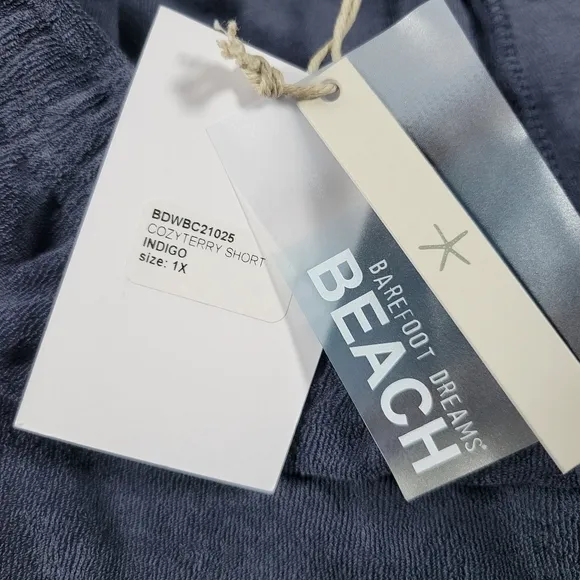 BDWBC21025
COZYTERRY SHORT
INDIGO
size: 1X
BAREFOOT DREAMS®
BEACH